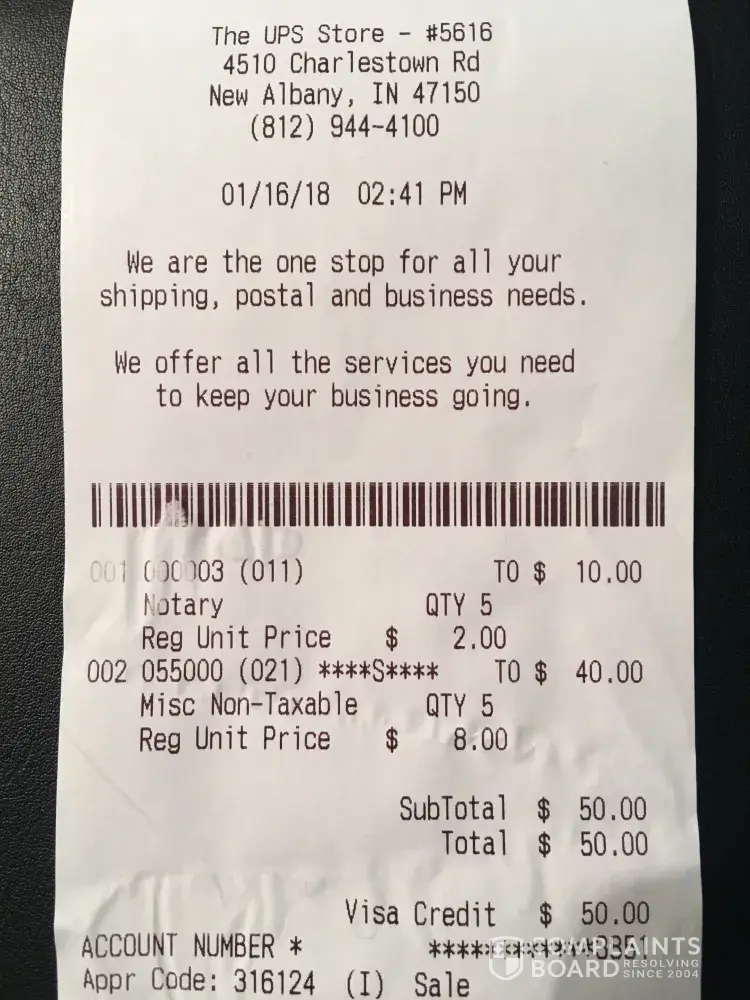 The UPS Store - #5616
4510 Charlestown Rd
New Albany, IN 47150
(812) 944-4100
01/16/18 02:41 PM
We are the one stop for all your
shipping, postal and business needs.
We offer all the services you need
to keep your business going.
001 000003 (011) TO $ 10.00
Notary QTY 5
Reg Unit Price $ 2.00
002 055000 (021) ****S**** TO $ 40.00
Misc Non-Taxable QTY 5
Reg Unit Price $ 8.00
SubTotal $ 50.00
Total $ 50.00
Visa Credit $ 50.00
ACCOUNT NUMBER *
Appr Code: 316124 (I) Sale
COMPLAINTS
BOARD RESOLVING
SINCE 2004